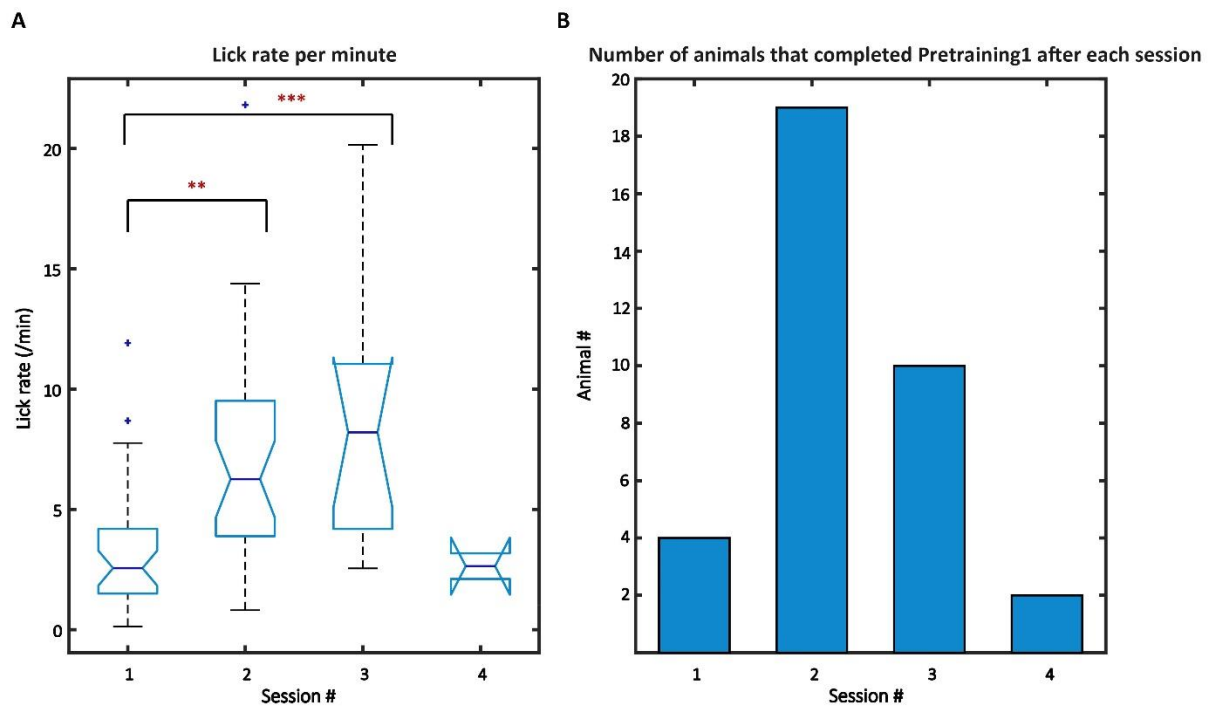 A
Lick rate per minute
***
**
20
15
10
5
0
Lick rate (/min)
1 2 3 4
Session #
B
Number of animals that completed Pretraining1 after each session
20
18
16
14
12
10
8
6
4
2
Animal #
1 2 3 4
Session #